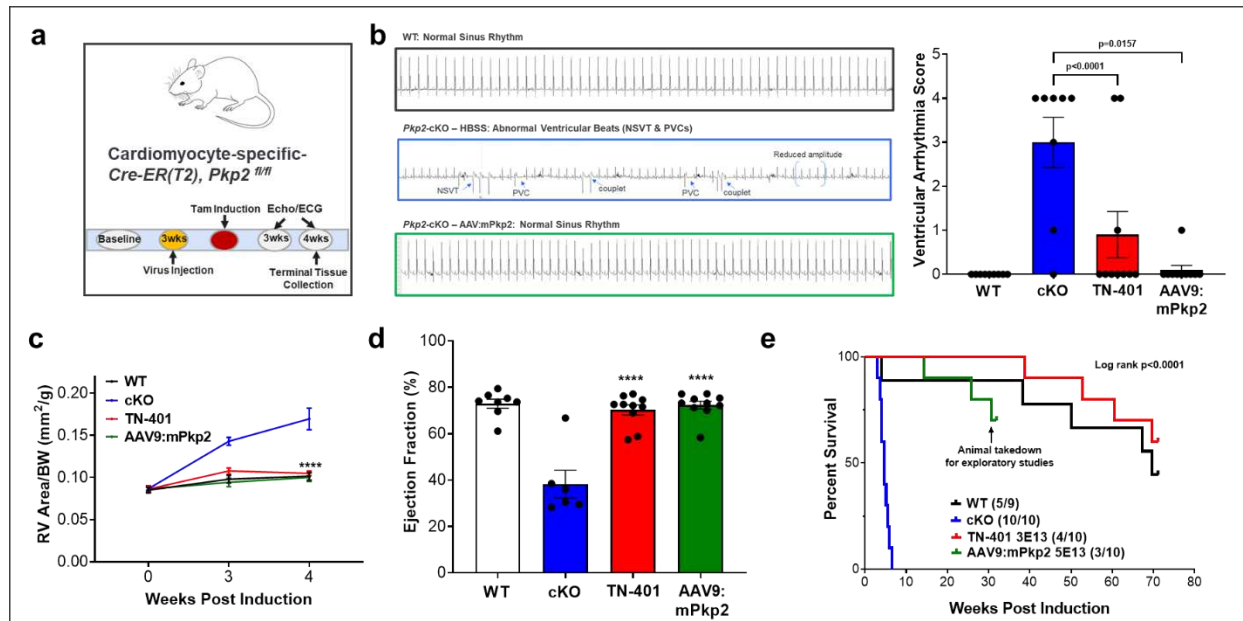 a
Cardiomyocyte-specific-
Cre-ER(T2), Pkp2 fl/fl
Tam Induction
Echo/ECG
Baseline
3wks
3wks
4wks
Virus Injection
Terminal Tissue
Collection
b
WT: Normal Sinus Rhythm
Pkp2-cKO – HBSS: Abnormal Ventricular Beats (NSVT & PVCs)
Reduced amplitude
NSVT
PVC
couplet
PVC
couplet
Pkp2-cKO – AAV:mPkp2: Normal Sinus Rhythm
p=0.0157
p<0.0001
Ventricular Arrhythmia Score
5
4
3
2
1
0
WT
cKO
TN-401
AAV9:
mPkp2
c
RV Area/BW (mm²/g)
0.20
0.15
0.10
0.05
0.00
WT
cKO
TN-401
AAV9:mPkp2
****
0
3
4
Weeks Post Induction
d
Ejection Fraction (%)
100
80
60
40
20
0
****
****
WT
cKO
TN-401
AAV9:
mPkp2
e
Percent Survival
100
50
0
Log rank p<0.0001
Animal takedown
for exploratory studies
WT (5/9)
cKO (10/10)
TN-401 3E13 (4/10)
AAV9:mPkp2 5E13 (3/10)
0
10
20
30
40
50
60
70
80
Weeks Post Induction